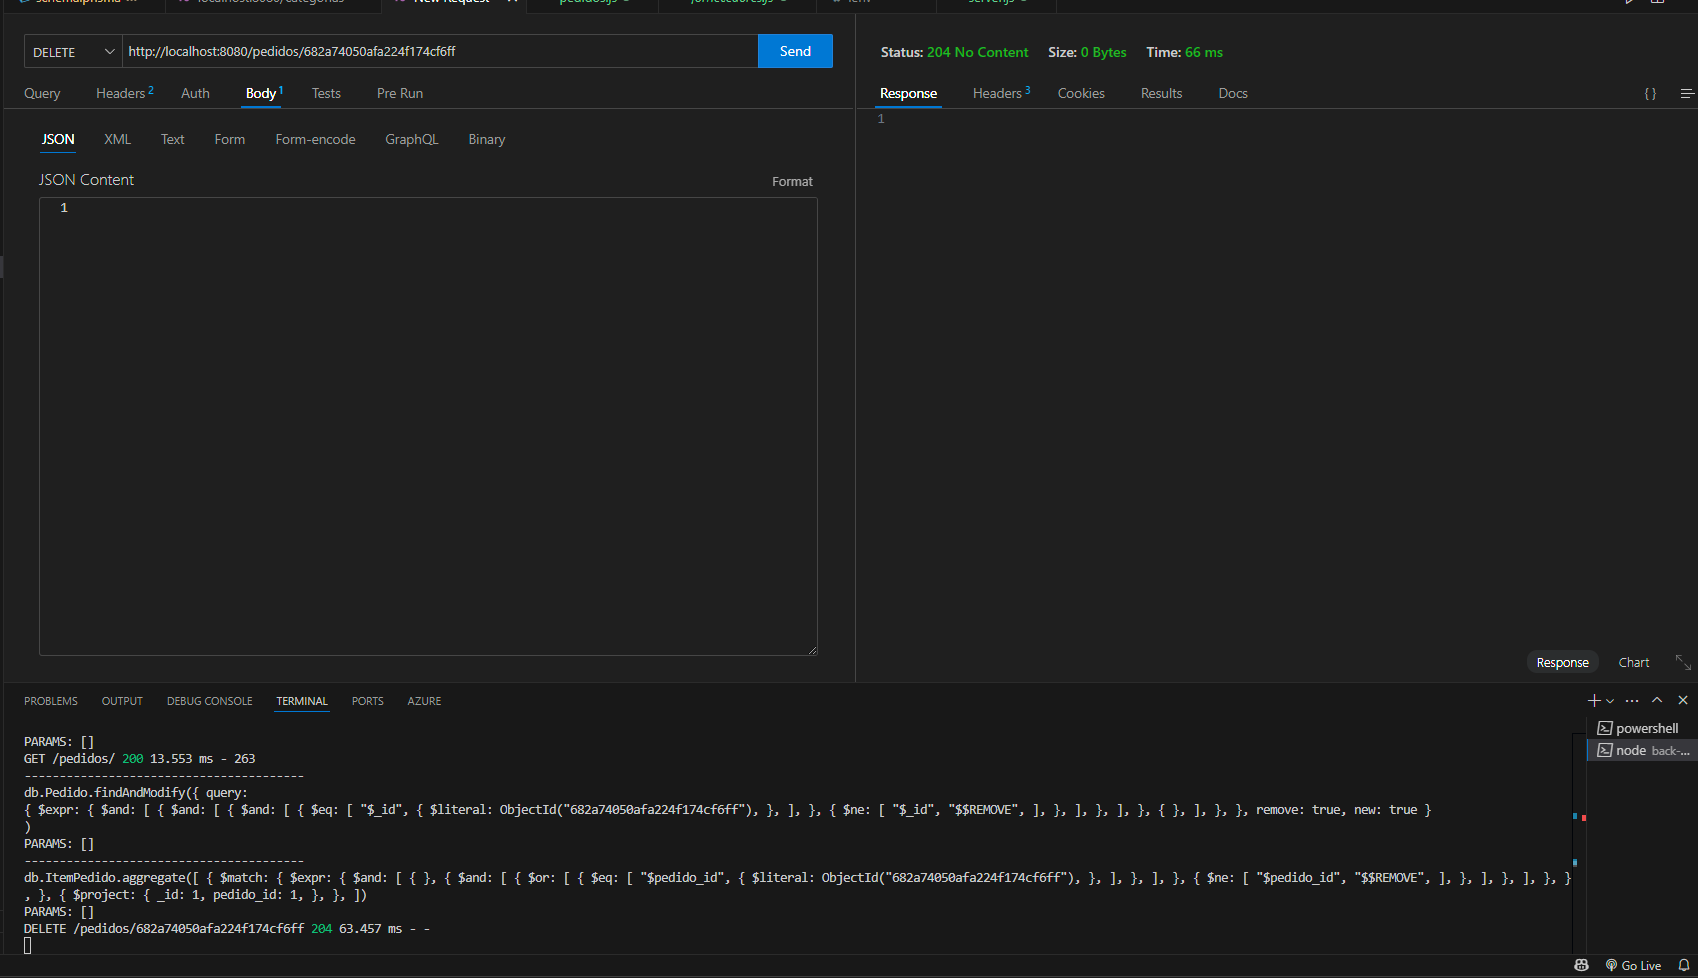 New Request
DELETE http://localhost:8080/pedidos/682a74050afa224f174cf6ff Send
Status: 204 No Content Size: 0 Bytes Time: 66 ms
Query Headers 2 Auth Body 1 Tests Pre Run
Response Headers 3 Cookies Results Docs { }
1
JSON XML Text Form Form-encode GraphQL Binary
JSON Content Format
1
Response Chart
PROBLEMS OUTPUT DEBUG CONSOLE TERMINAL PORTS AZURE
powershell
node back-...
PARAMS: []
GET /pedidos/ 200 13.553 ms - 263
----------------------------------------
db.Pedido.findAndModify({ query:
{ $expr: { $and: [ { $and: [ { $and: [ { $eq: [ "$_id", { $literal: ObjectId("682a74050afa224f174cf6ff"), }, ], }, { $ne: [ "$_id", "$$REMOVE", ], }, ], }, ], }, { }, ], }, }, remove: true, new: true }
)
PARAMS: []
----------------------------------------
db.ItemPedido.aggregate([ { $match: { $expr: { $and: [ { }, { $and: [ { $or: [ { $eq: [ "$pedido_id", { $literal: ObjectId("682a74050afa224f174cf6ff"), }, ], }, ], }, { $ne: [ "$pedido_id", "$$REMOVE", ], }, ], }, ], }, }
, }, { $project: { _id: 1, pedido_id: 1, }, }, ])
PARAMS: []
DELETE /pedidos/682a74050afa224f174cf6ff 204 63.457 ms - -
Go Live